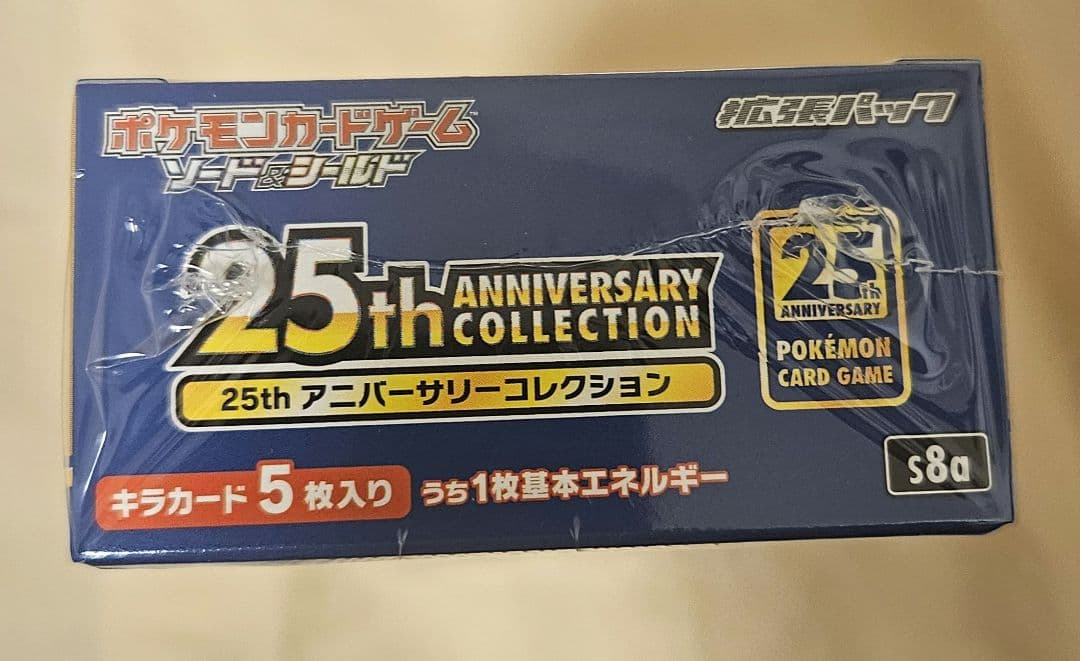 ポケモンカードゲーム™
ソード&シールド
拡張パック
25th ANNIVERSARY
COLLECTION
25th アニバーサリーコレクション
25th
ANNIVERSARY
POKÉMON
CARD GAME
s8a
キラカード5枚入り うち1枚基本エネルギー